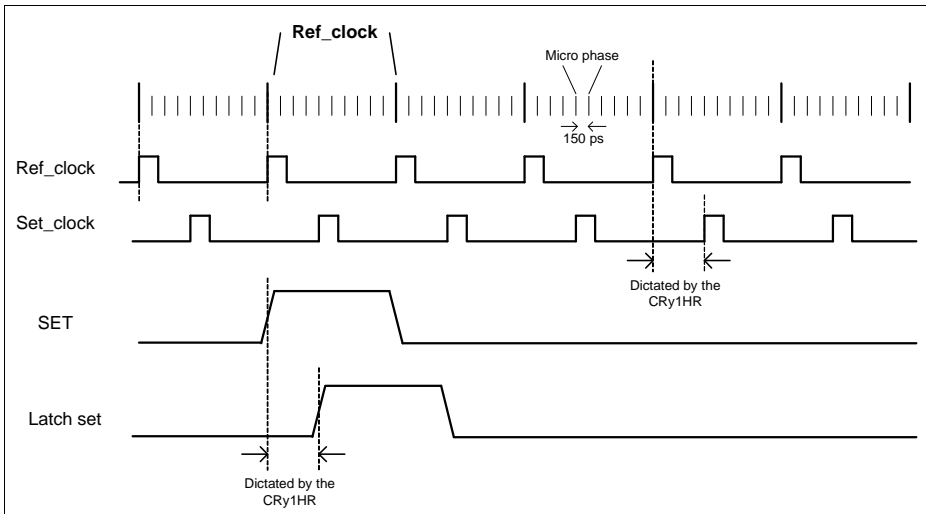 Ref_clock
Micro phase
150 ps
Ref_clock
Set_clock
Dictated by the
CRy1HR
SET
Latch set
Dictated by the
CRy1HR